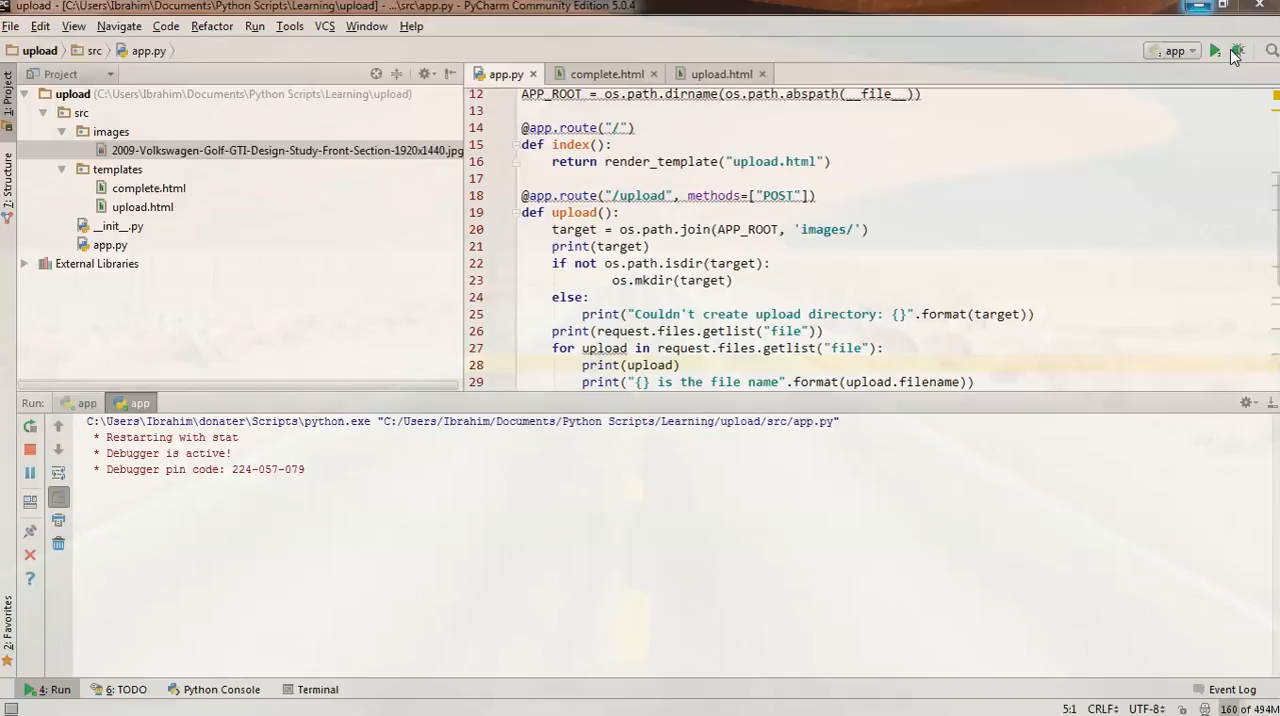 upload - [C:\Users\Ibrahim\Documents\Python Scripts\Learning\upload] - ...\src\app.py - PyCharm Community Edition 5.0.4
File Edit View Navigate Code Refactor Run Tools VCS Window Help
upload src app.py app
Project
app.py complete.html upload.html
1: Project
7: Structure
2: Favorites
upload (C:\Users\Ibrahim\Documents\Python Scripts\Learning\upload)
src
images
2009-Volkswagen-Golf-GTI-Design-Study-Front-Section-1920x1440.jpg
templates
complete.html
upload.html
__init__.py
app.py
External Libraries
12 APP_ROOT = os.path.dirname(os.path.abspath(__file__))
13
14 @app.route("/")
15 def index():
16 return render_template("upload.html")
17
18 @app.route("/upload", methods=["POST"])
19 def upload():
20 target = os.path.join(APP_ROOT, 'images/')
21 print(target)
22 if not os.path.isdir(target):
23 os.mkdir(target)
24 else:
25 print("Couldn't create upload directory: {}".format(target))
26 print(request.files.getlist("file"))
27 for upload in request.files.getlist("file"):
28 print(upload)
29 print("{} is the file name".format(upload.filename))
Run: app app
C:\Users\Ibrahim\donater\Scripts\python.exe "C:/Users/Ibrahim/Documents/Python Scripts/Learning/upload/src/app.py"
* Restarting with stat
* Debugger is active!
* Debugger pin code: 224-057-079
4: Run 6: TODO Python Console Terminal Event Log
5:1 CRLF UTF-8 160 of 494M